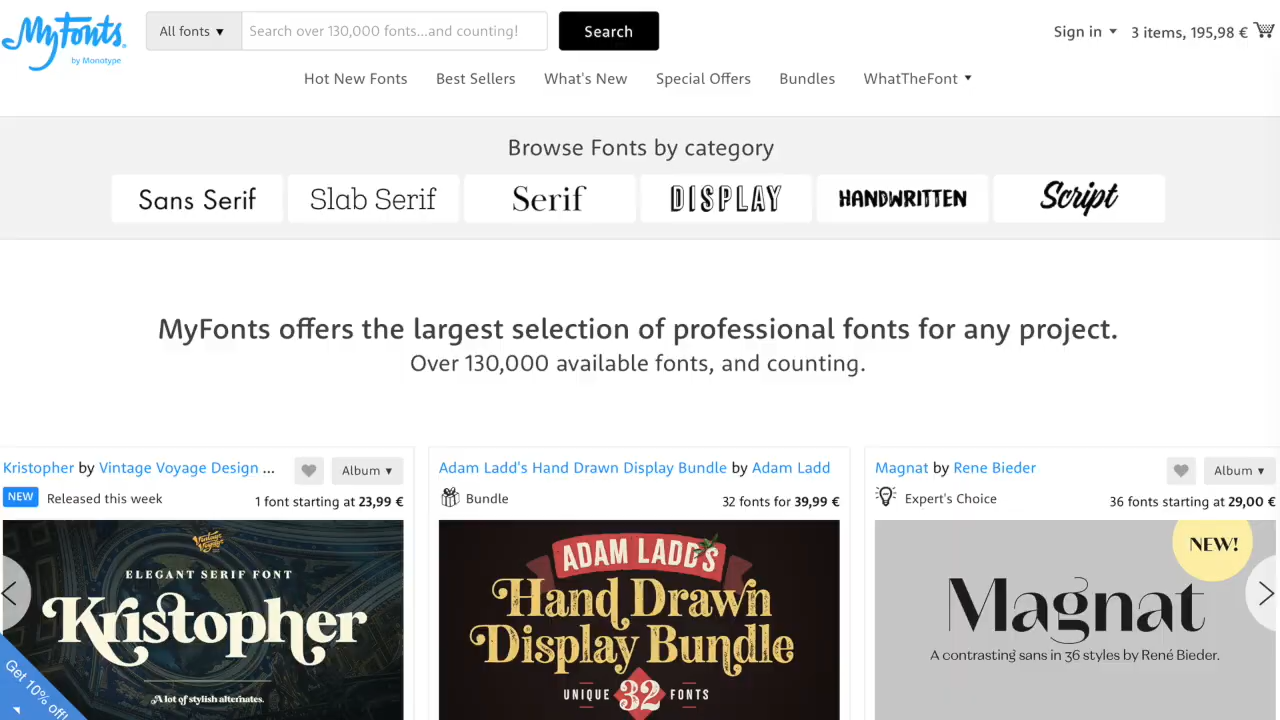 MyFonts
by Monotype
All fonts ▼
Search over 130,000 fonts...and counting!
Search
Sign in ▼
3 items, 195,98 €
Hot New Fonts
Best Sellers
What's New
Special Offers
Bundles
WhatTheFont ▼
Browse Fonts by category
Sans Serif
Slab Serif
Serif
DISPLAY
HANDWRITTEN
Script
MyFonts offers the largest selection of professional fonts for any project.
Over 130,000 available fonts, and counting.
Kristopher by Vintage Voyage Design ...
Album ▼
NEW Released this week
1 font starting at 23,99 €
Vintage Voyage
ELEGANT SERIF FONT
Kristopher
A lot of stylish alternates.
Get 10% off!
Adam Ladd's Hand Drawn Display Bundle by Adam Ladd
Bundle
32 fonts for 39,99 €
ADAM LADD'S
Hand Drawn
Display Bundle
UNIQUE 32 FONTS
Magnat by Rene Bieder
Album ▼
Expert's Choice
36 fonts starting at 29,00 €
NEW!
Magnat
A contrasting sans in 36 styles by René Bieder.